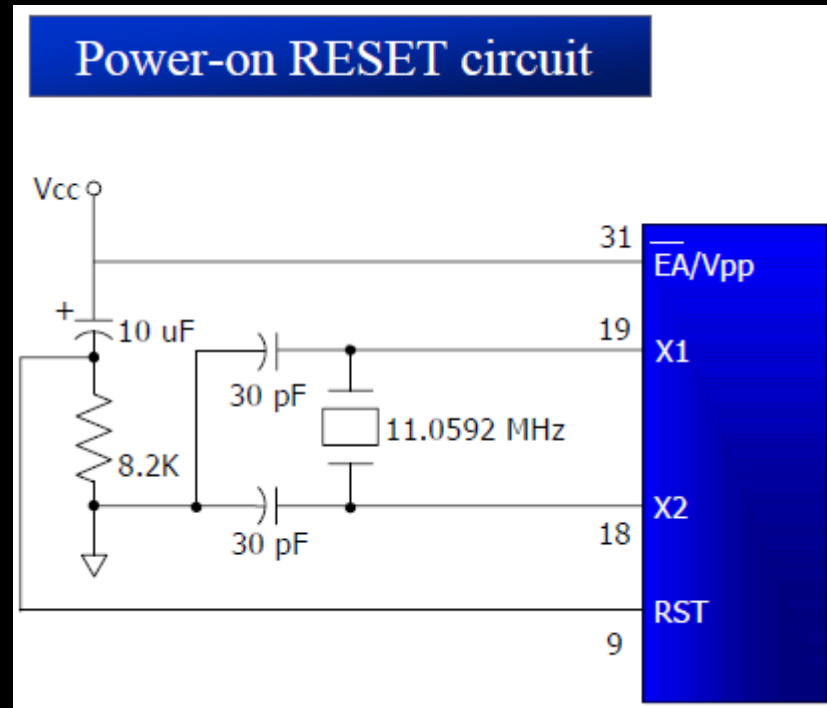 Power-on RESET circuit
Vcc
31
EA/Vpp
+
10 uF
19
X1
30 pF
11.0592 MHz
8.2K
X2
30 pF
18
RST
9